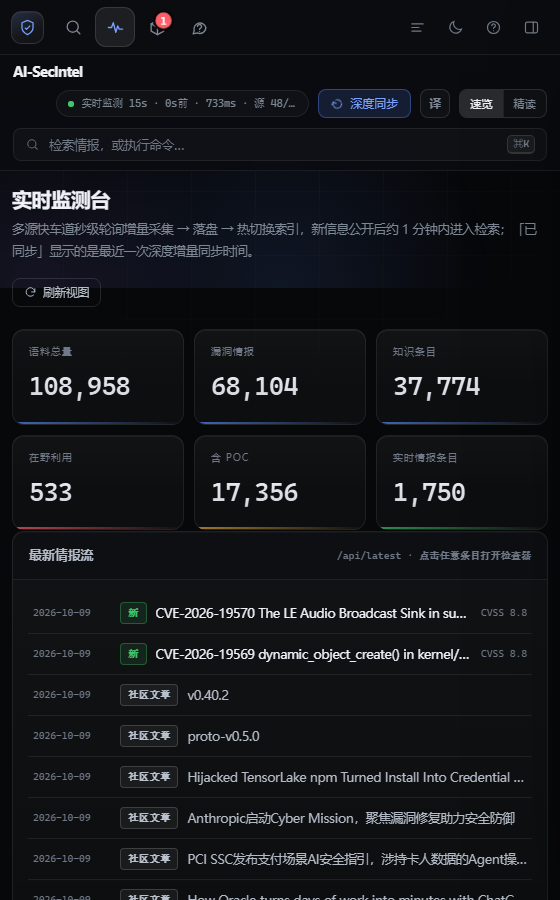 1
AI-SecIntel
实时监测 15s · 0s前 · 733ms · 源 48/…
深度同步
译
速览
精读
检索情报，或执行命令...
⌘K
实时监测台
多源快车道秒级轮询增量采集 → 落盘 → 热切换索引，新信息公开后约 1 分钟内进入检索；「已
同步」显示的是最近一次深度增量同步时间。
刷新视图
语料总量
108,958
漏洞情报
68,104
知识条目
37,774
在野利用
533
含 POC
17,356
实时情报条目
1,750
最新情报流
/api/latest · 点击任意条目打开检查器
2026-10-09 新 CVE-2026-19570 The LE Audio Broadcast Sink in su... CVSS 8.8
2026-10-09 新 CVE-2026-19569 dynamic_object_create() in kernel/... CVSS 8.8
2026-10-09 社区文章 v0.40.2
2026-10-09 社区文章 proto-v0.5.0
2026-10-09 社区文章 Hijacked TensorLake npm Turned Install Into Credential ...
2026-10-09 社区文章 Anthropic启动Cyber Mission，聚焦漏洞修复助力安全防御
2026-10-09 社区文章 PCI SSC发布支付场景AI安全指引，涉持卡人数据的Agent操...
2026-10-09 社区文章 How Oracle turns days of work into minutes with ChatG...